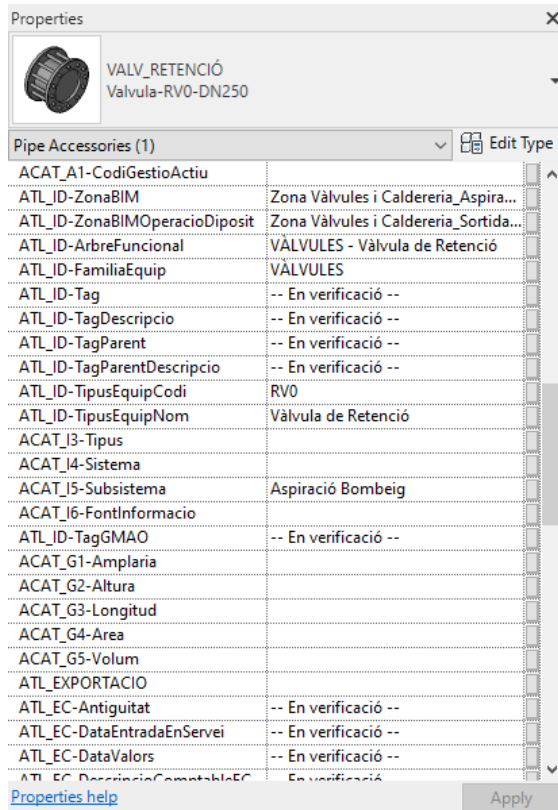 Properties
VALV_RETENCIÓ
Valvula-RV0-DN250
Pipe Accessories (1) Edit Type
ACAT_A1-CodiGestioActiu
ATL_ID-ZonaBIM Zona Vàlvules i Caldereria_Aspira...
ATL_ID-ZonaBIMOperacioDiposit Zona Vàlvules i Caldereria_Sortida...
ATL_ID-ArbreFuncional VÀLVULES - Vàlvula de Retenció
ATL_ID-FamiliaEquip VÀLVULES
ATL_ID-Tag -- En verificació --
ATL_ID-TagDescripcio -- En verificació --
ATL_ID-TagParent -- En verificació --
ATL_ID-TagParentDescripcio -- En verificació --
ATL_ID-TipusEquipCodi RV0
ATL_ID-TipusEquipNom Vàlvula de Retenció
ACAT_I3-Tipus
ACAT_I4-Sistema
ACAT_I5-Subsistema Aspiració Bombeig
ACAT_I6-FontInformacio
ATL_ID-TagGMAO -- En verificació --
ACAT_G1-Amplaria
ACAT_G2-Altura
ACAT_G3-Longitud
ACAT_G4-Area
ACAT_G5-Volum
ATL_EXPORTACIO
ATL_EC-Antiguitat -- En verificació --
ATL_EC-DataEntradaEnServei -- En verificació --
ATL_EC-DataValors -- En verificació --
ATL_EC-DescripcioComptableEC -- En verificació --
Properties help Apply